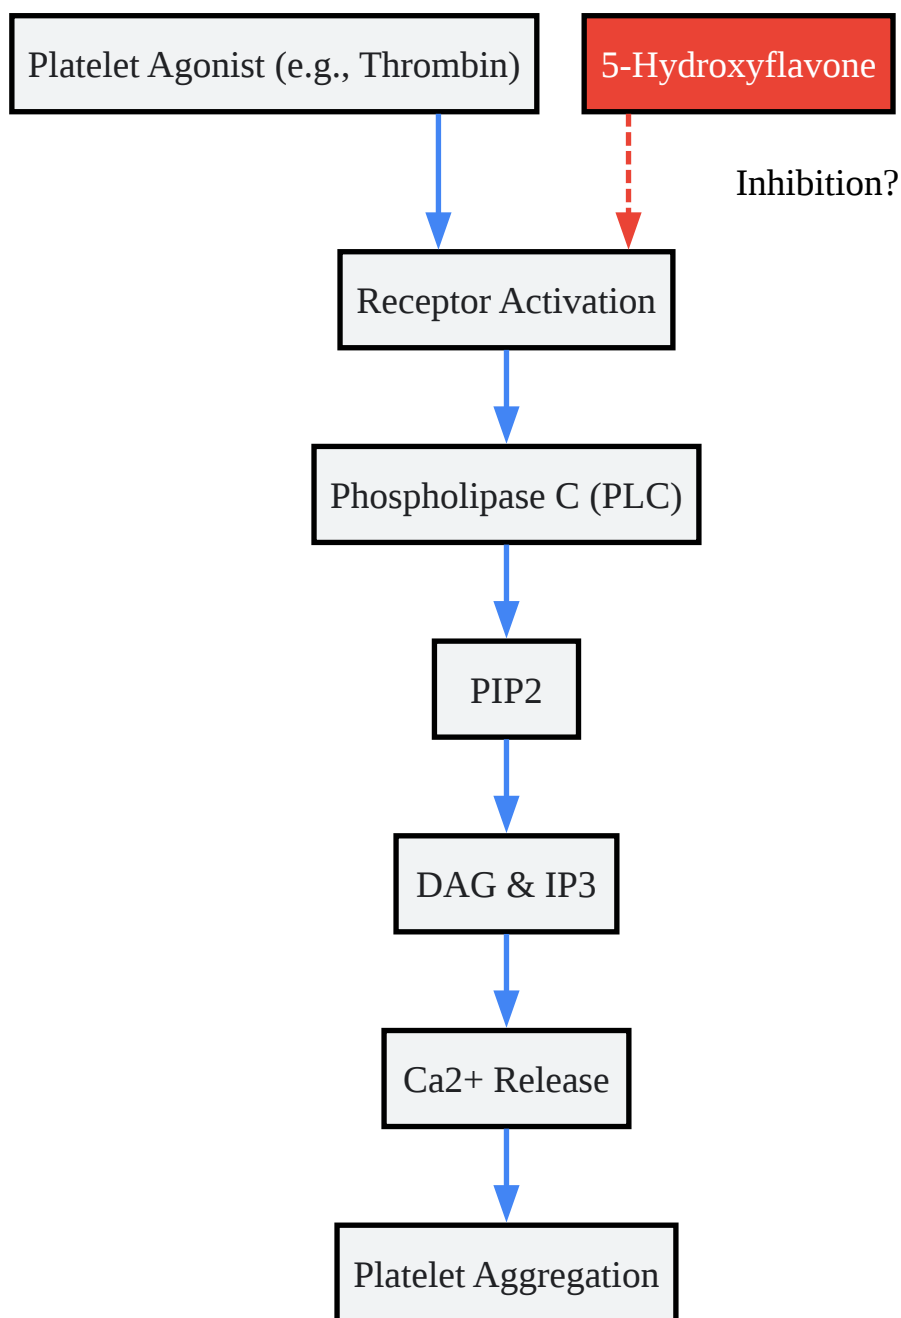 Platelet Agonist (e.g., Thrombin)
5-Hydroxyflavone
Inhibition?
Receptor Activation
Phospholipase C (PLC)
PIP2
DAG & IP3
Ca2+ Release
Platelet Aggregation